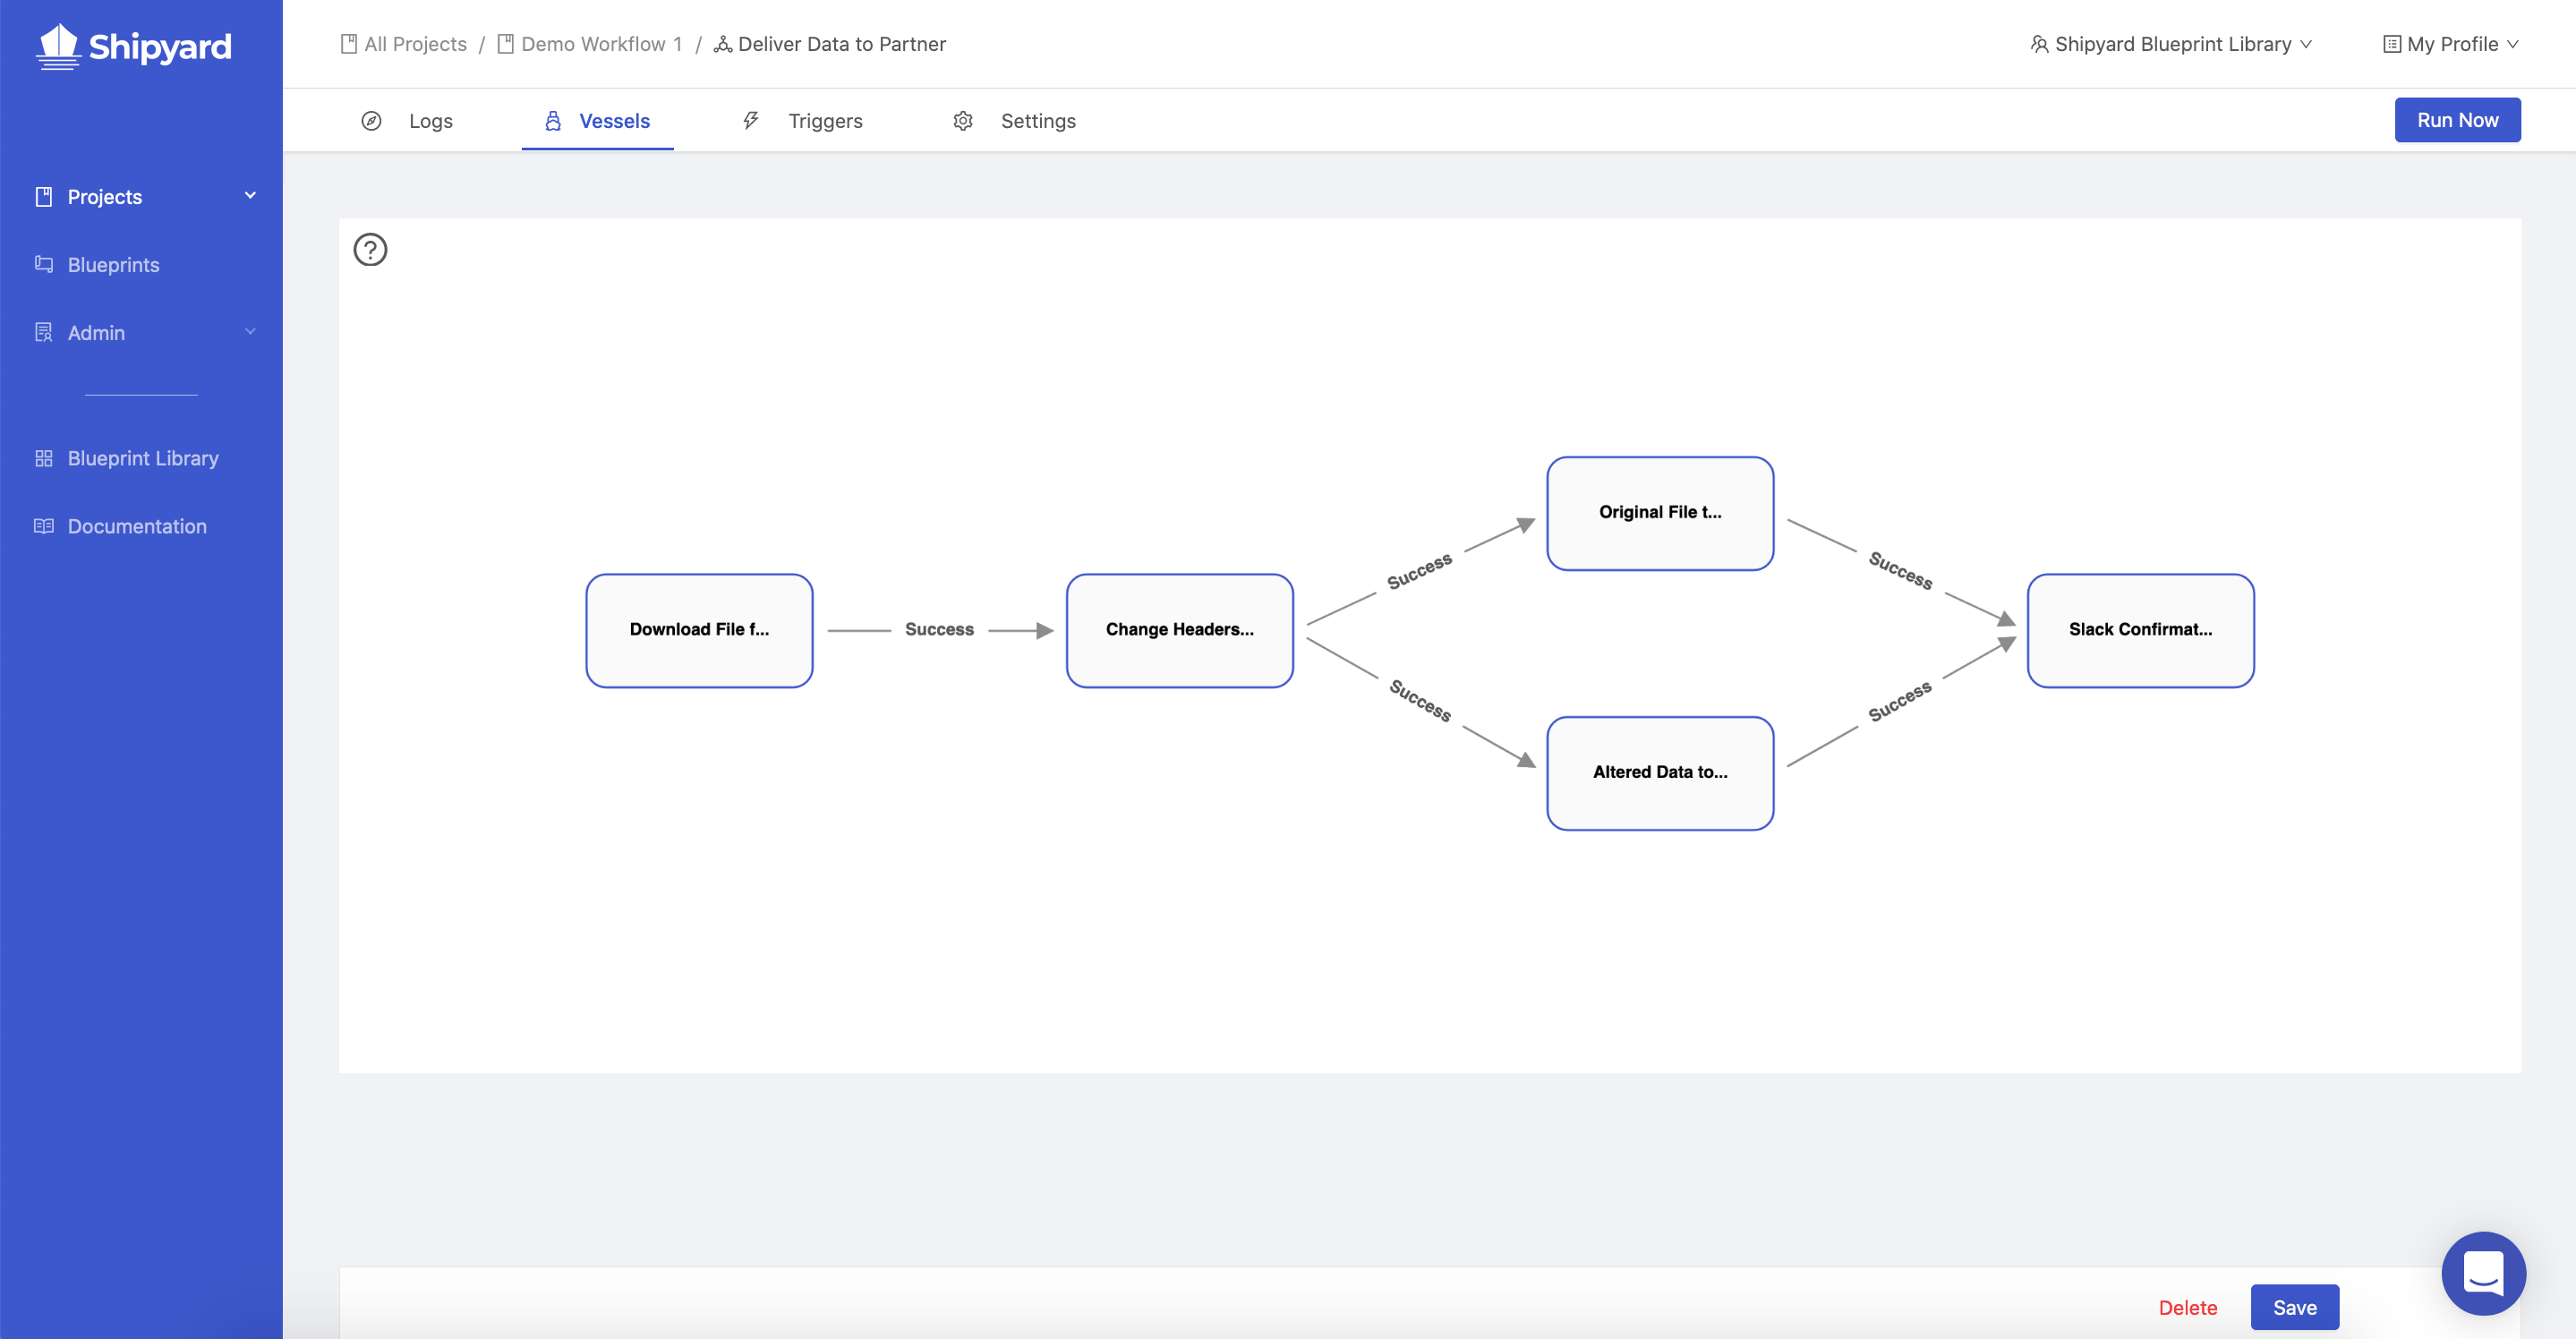 Shipyard
All Projects / Demo Workflow 1 / Deliver Data to Partner
Shipyard Blueprint Library
My Profile
Logs
Vessels
Triggers
Settings
Run Now
Projects
Blueprints
Admin
Blueprint Library
Documentation
?
Download File f...
Success
Change Headers...
Success
Success
Original File t...
Altered Data to...
Success
Success
Slack Confirmat...
Delete
Save